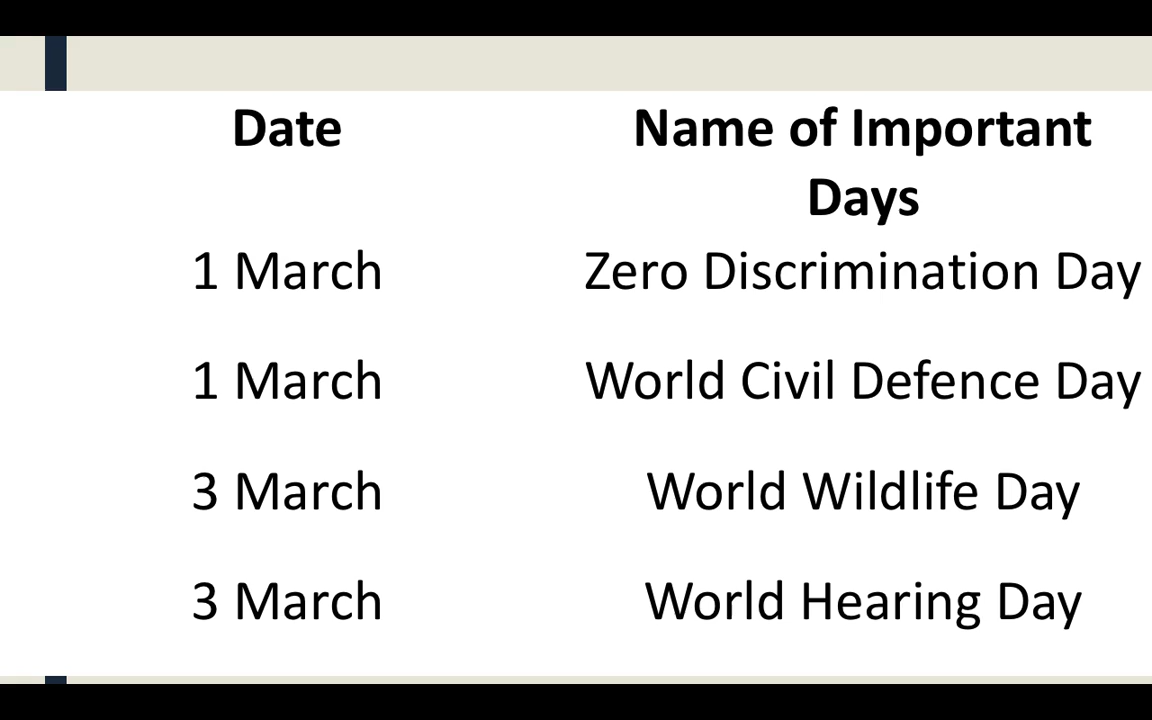 Date Name of Important
Days
1 March Zero Discrimination Day
1 March World Civil Defence Day
3 March World Wildlife Day
3 March World Hearing Day